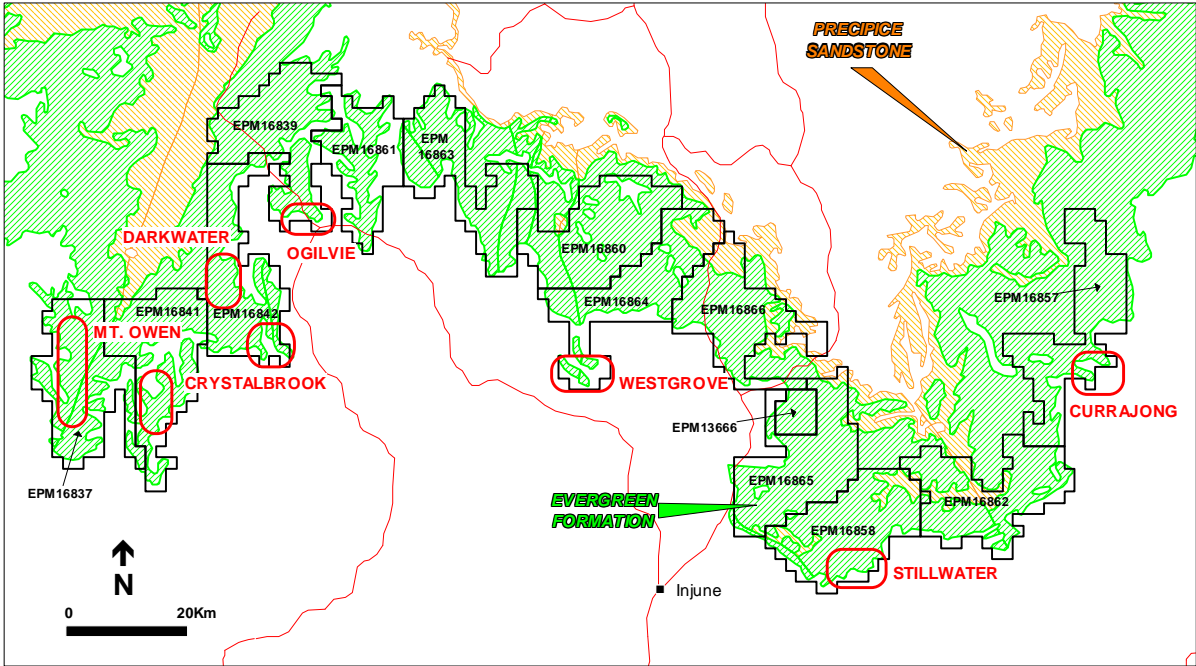 PRECIPICE
SANDSTONE
EPM16839
EPM16861
EPM
16863
DARKWATER
OGILVIE
EPM16860
EPM16857
EPM16864
EPM16866
EPM16841
EPM16842
MT. OWEN
CRYSTALBROOK
WESTGROVE
CURRAJONG
EPM13666
EPM16837
EPM16865
EVERGREEN
FORMATION
EPM16862
EPM16858
STILLWATER
N
Injune
0 20Km